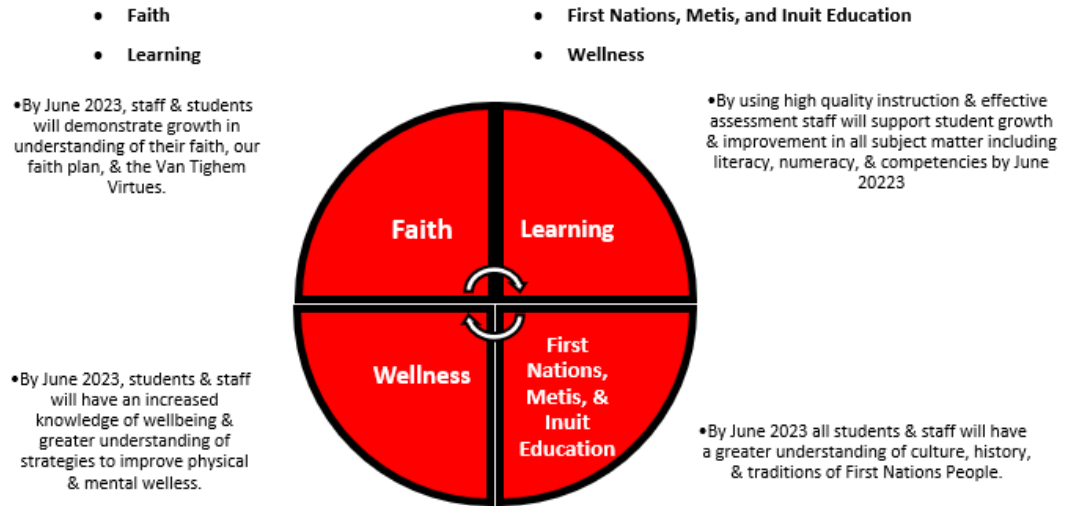 • Faith
• Learning
• First Nations, Metis, and Inuit Education
• Wellness
•By June 2023, staff & students
will demonstrate growth in
understanding of their faith, our
faith plan, & the Van Tighem
Virtues.
•By using high quality instruction & effective
assessment staff will support student growth
& improvement in all subject matter including
literacy, numeracy, & competencies by June
20223
Faith
Learning
Wellness
First
Nations,
Metis, &
Inuit
Education
•By June 2023, students & staff
will have an increased
knowledge of wellbeing &
greater understanding of
strategies to improve physical
& mental welless.
•By June 2023 all students & staff will have
a greater understanding of culture, history,
& traditions of First Nations People.